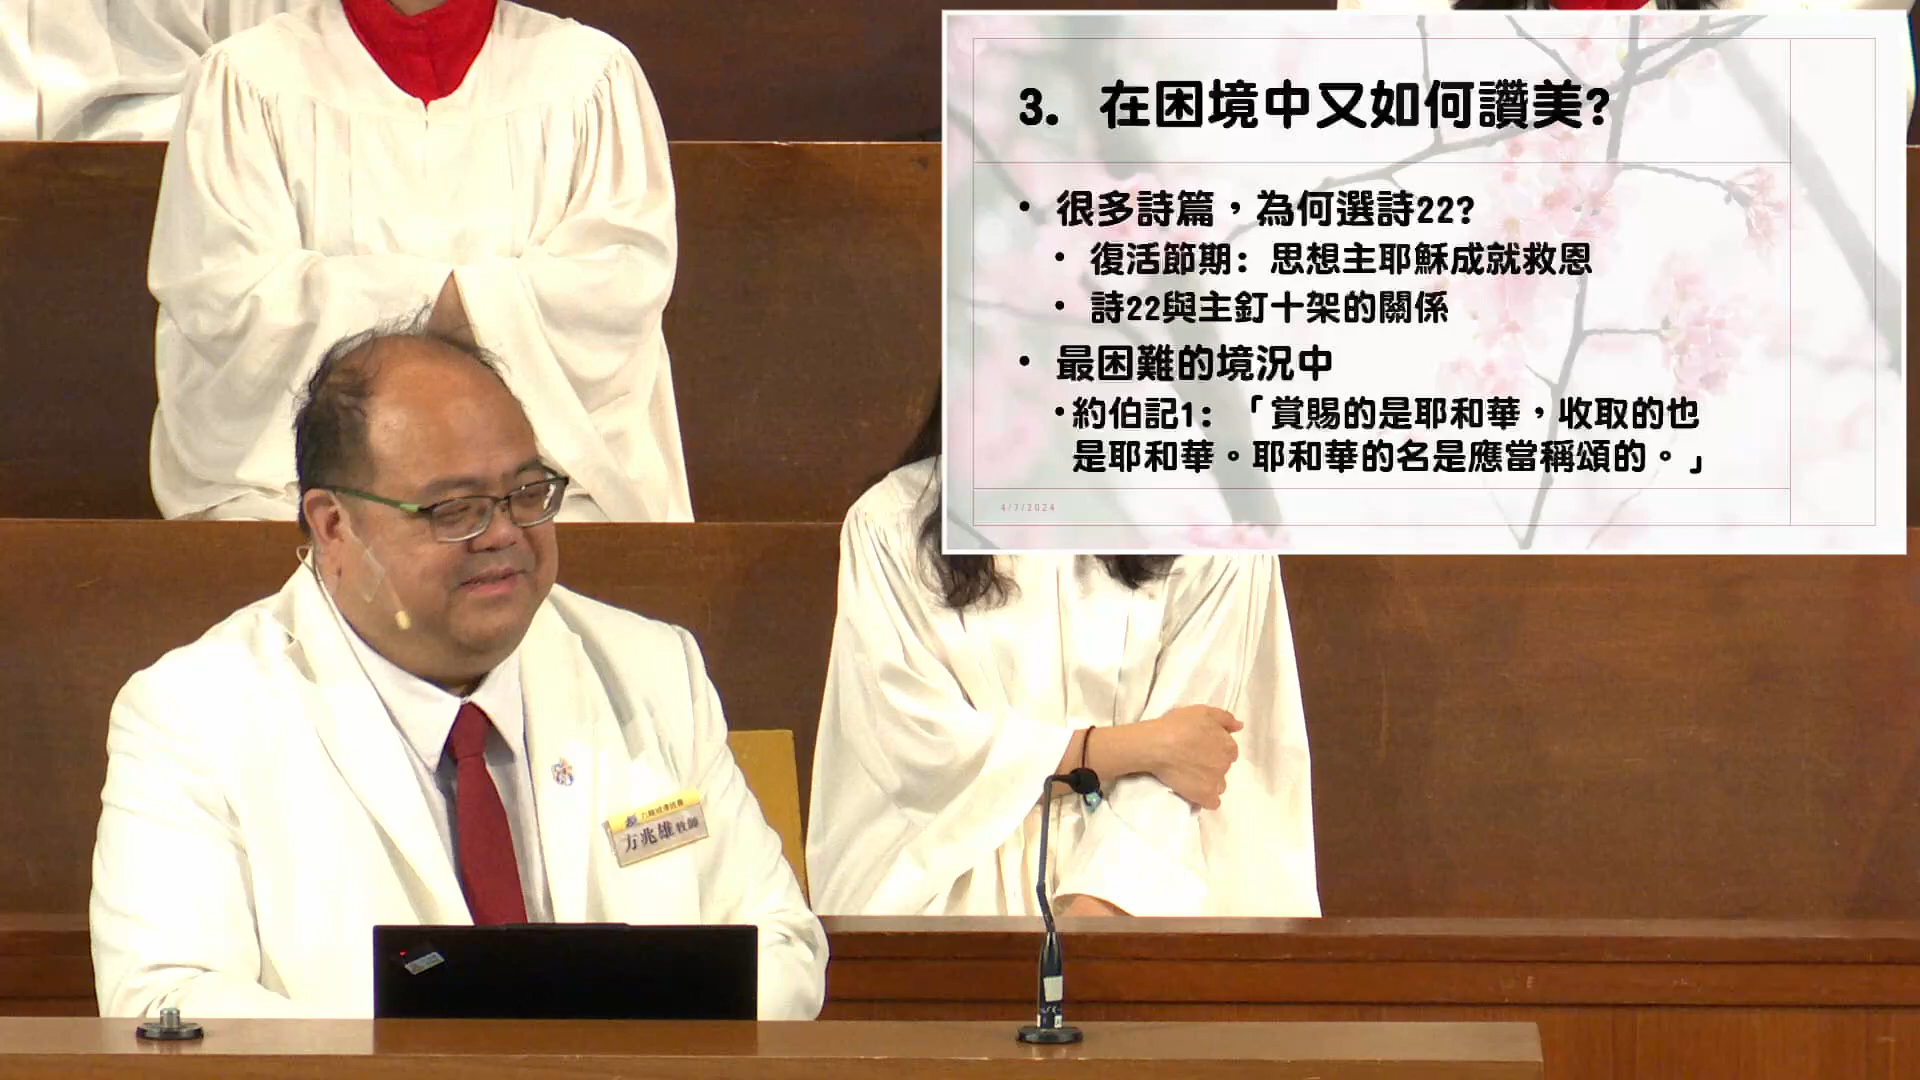 3. 在困境中又如何讚美?
• 很多詩篇，為何選詩22?
• 復活節期: 思想主耶穌成就救恩
• 詩22與主釘十架的關係
• 最困難的境況中
• 約伯記1: 「賞賜的是耶和華，收取的也
是耶和華。耶和華的名是應當稱頌的。」
4/7/2024
方兆雄牧師